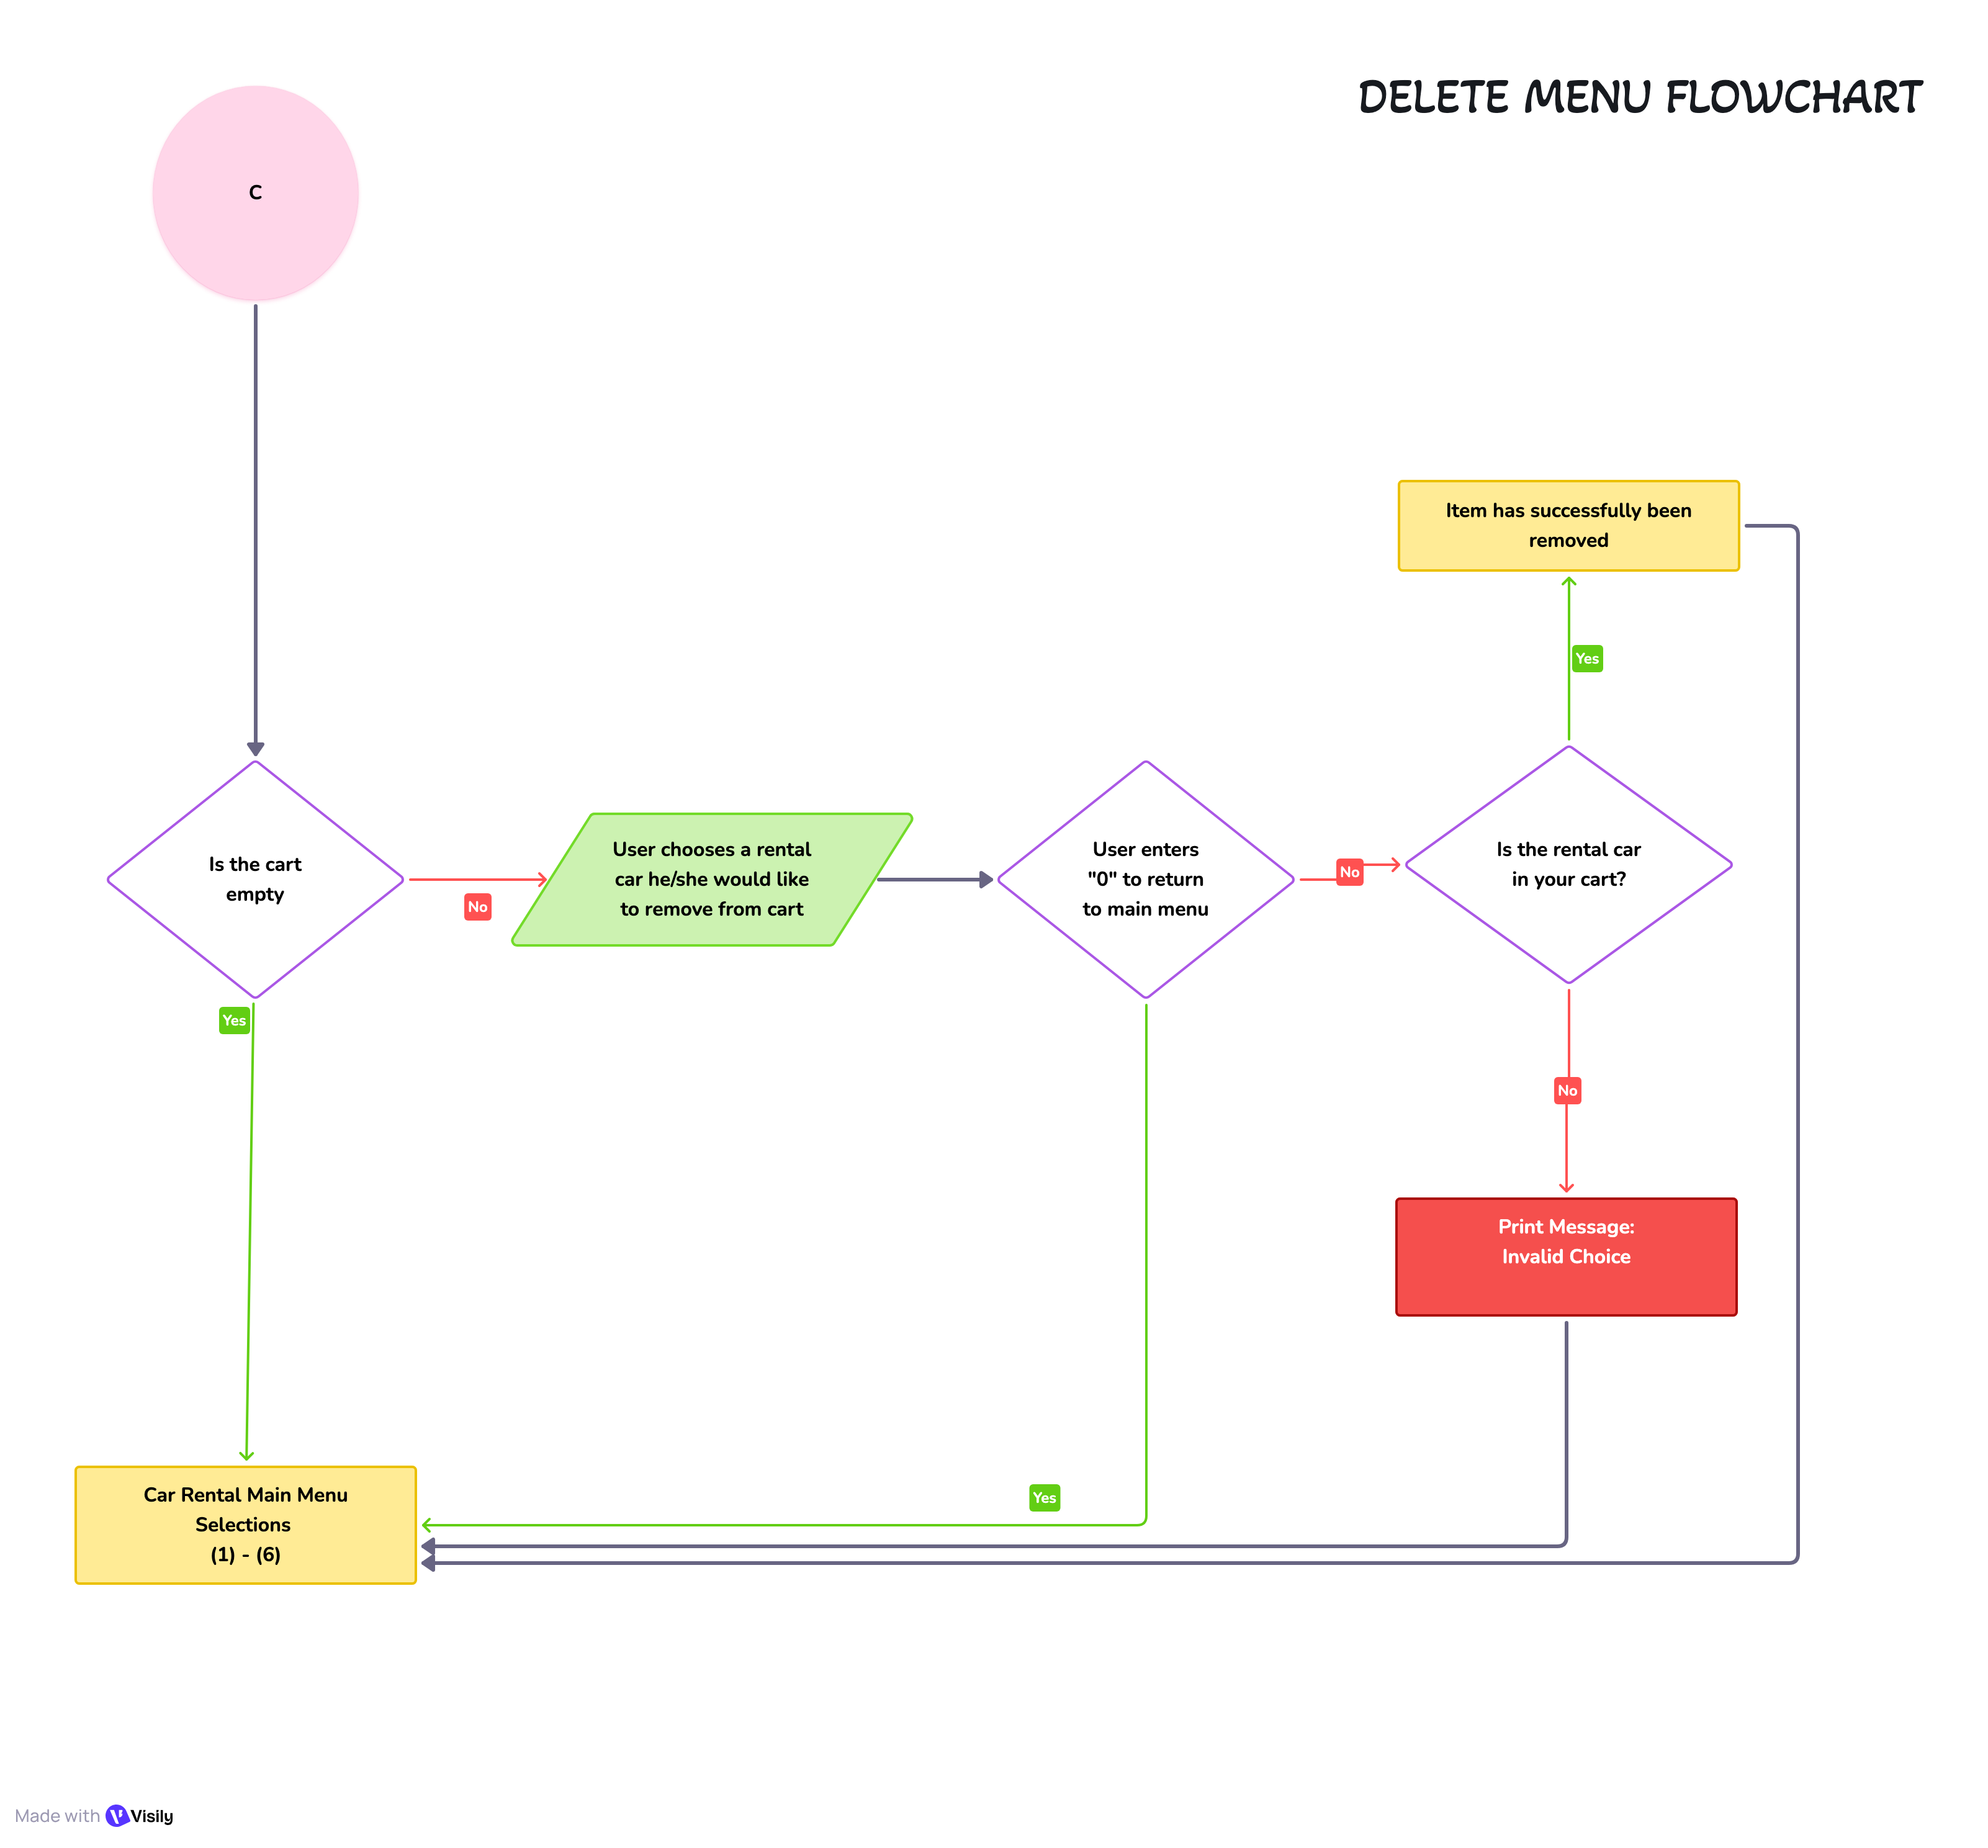 DELETE MENU FLOWCHART
C
Item has successfully been
removed
Yes
Is the cart
empty
No
User chooses a rental
car he/she would like
to remove from cart
User enters
"0" to return
to main menu
No
Is the rental car
in your cart?
Yes
No
Print Message:
Invalid Choice
Yes
Car Rental Main Menu
Selections
(1) - (6)
Made with Visily